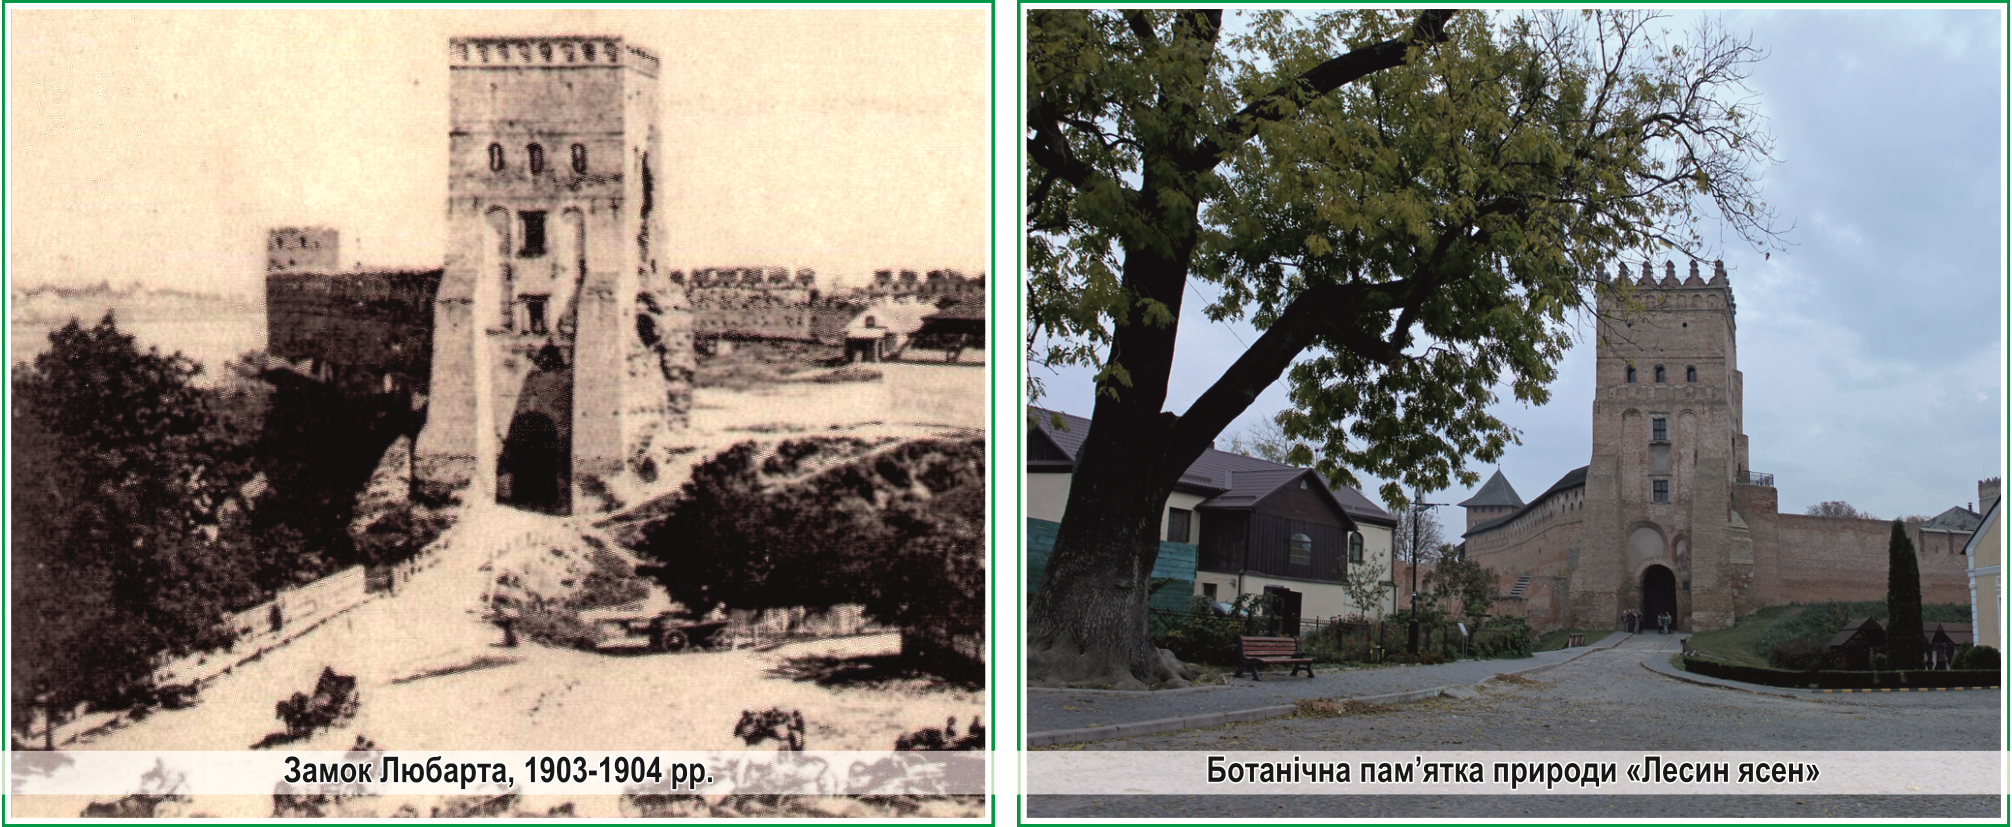 Замок Любарта, 1903-1904 рр.
Ботанічна пам’ятка природи «Лесин ясен»